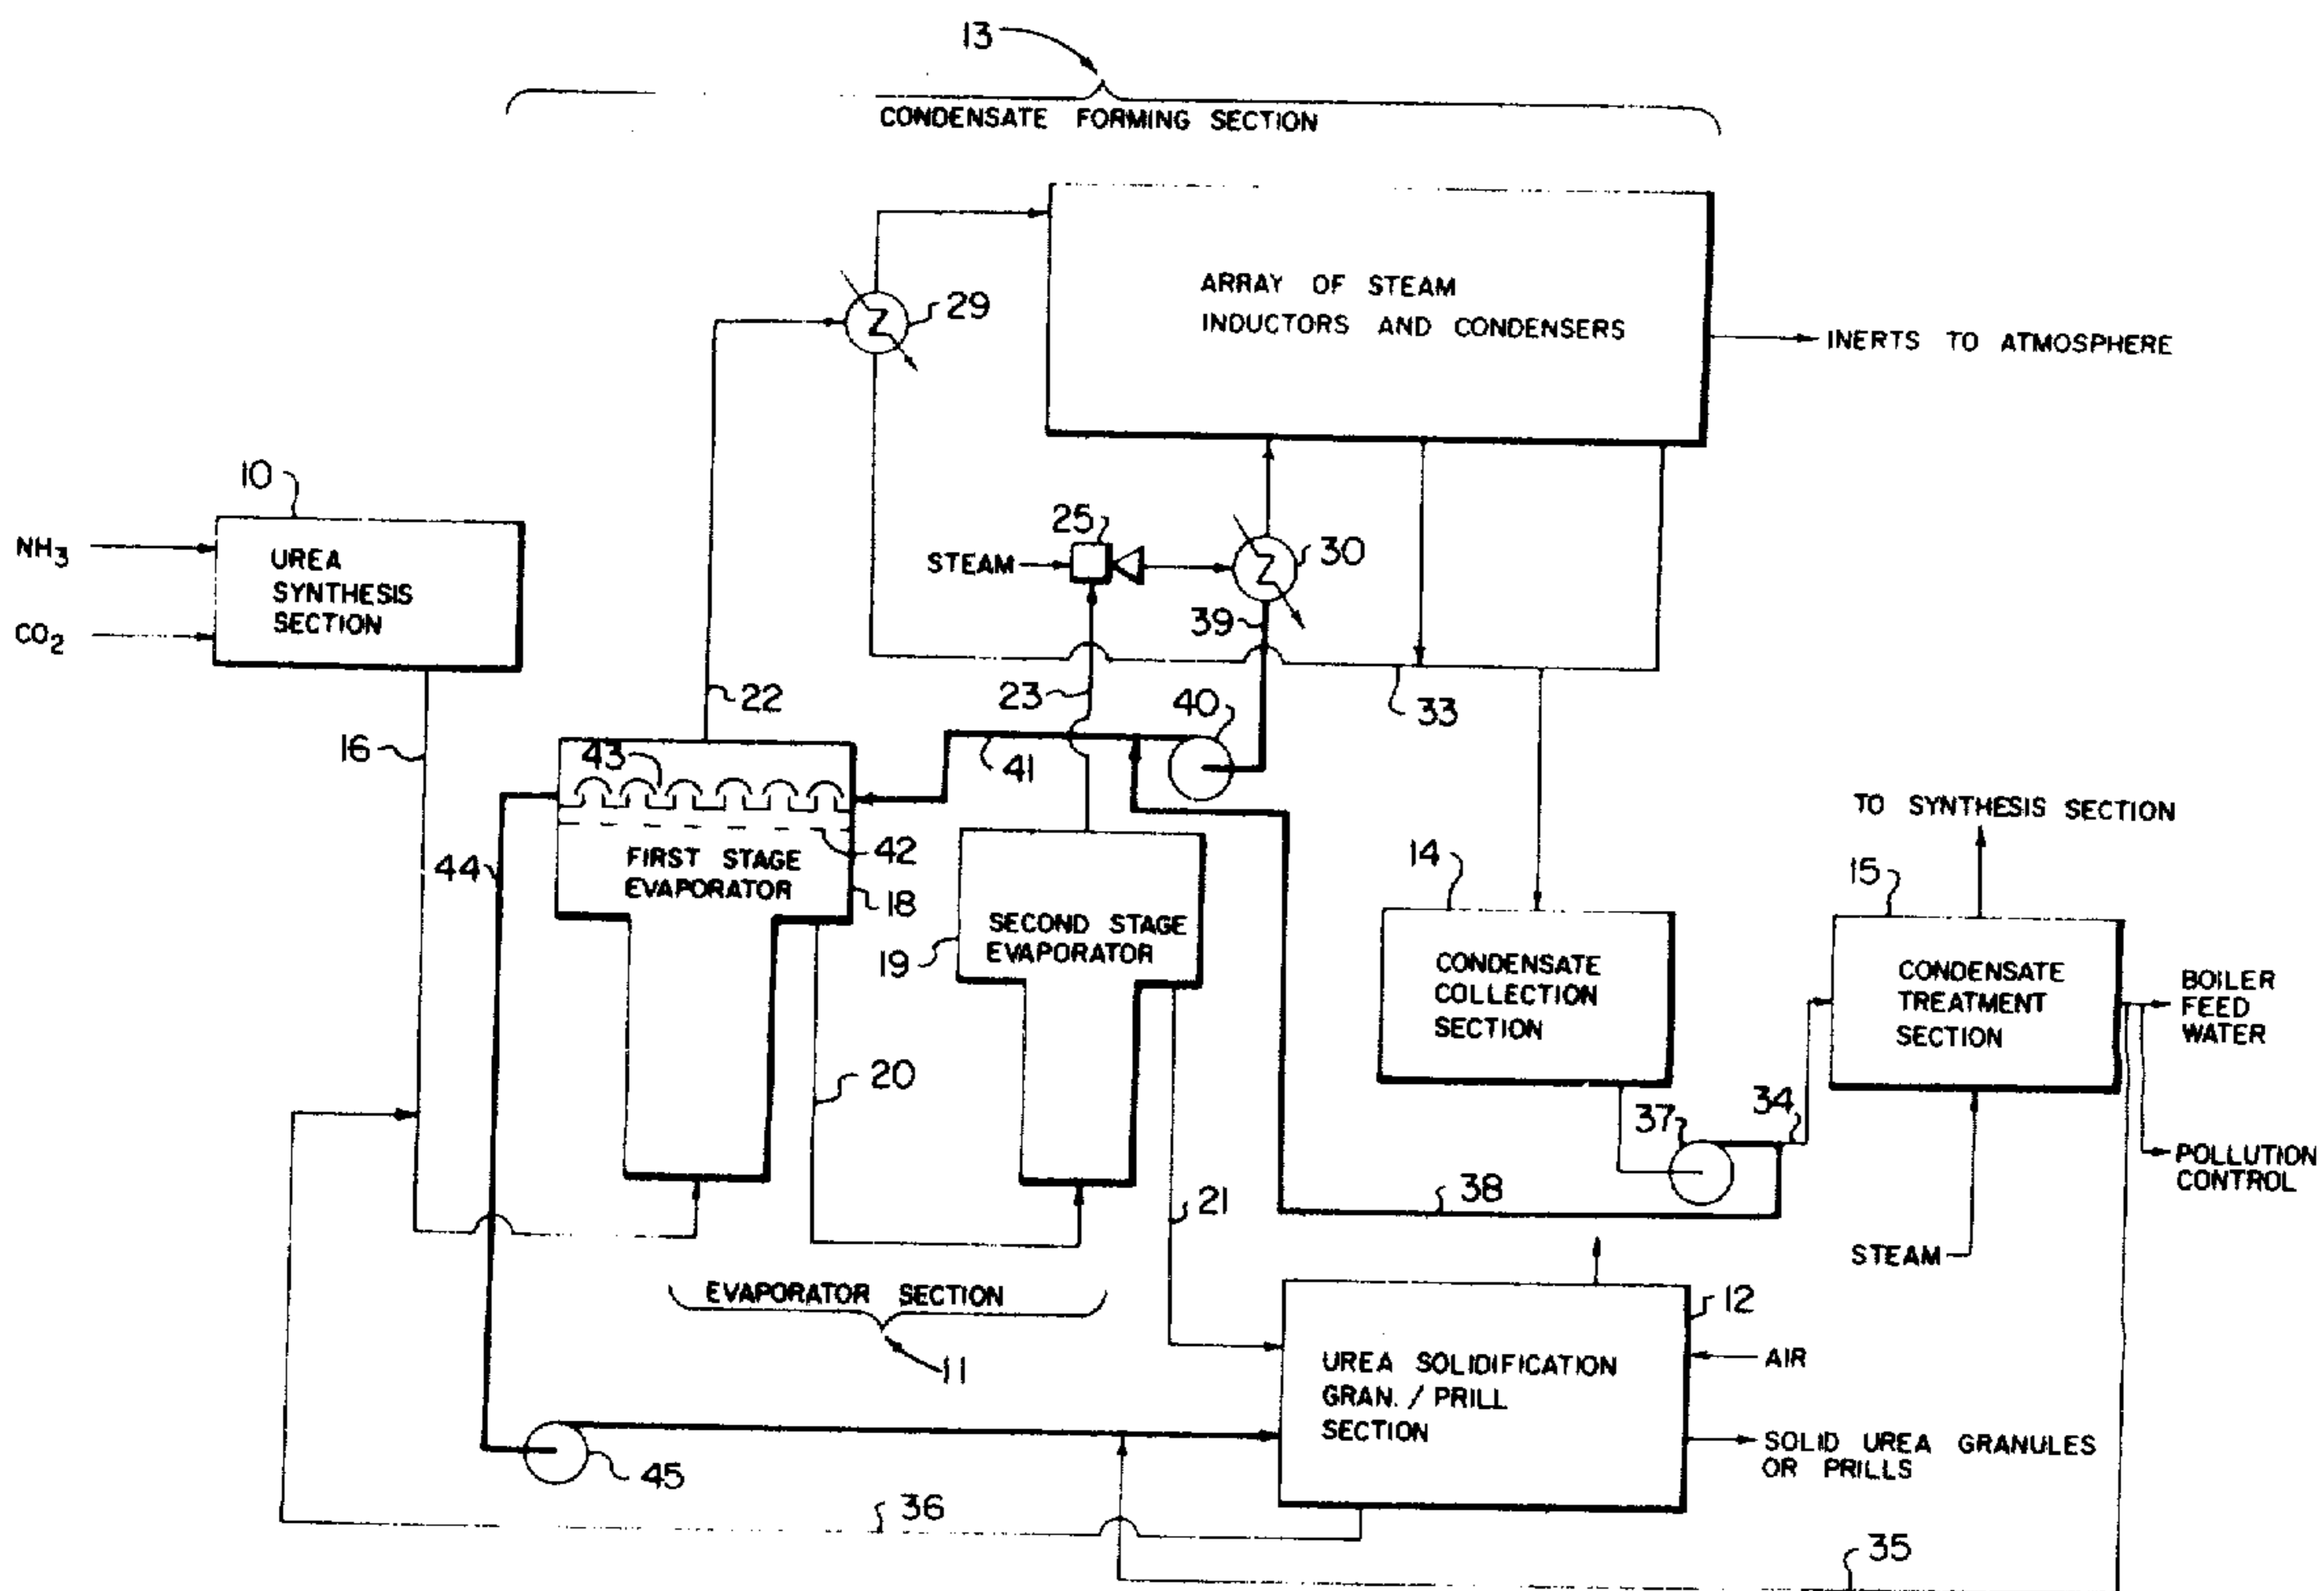 13
CONDENSATE FORMING SECTION
ARRAY OF STEAM
INDUCTORS AND CONDENSERS
29
INERTS TO ATMOSPHERE
10
NH3
CO2
UREA
SYNTHESIS
SECTION
25
STEAM
30
39
22
23
40
33
16
43
41
42
FIRST STAGE
EVAPORATOR
44
18
SECOND STAGE
EVAPORATOR
19
14
CONDENSATE
COLLECTION
SECTION
TO SYNTHESIS SECTION
15
CONDENSATE
TREATMENT
SECTION
BOILER
FEED
WATER
20
37
34
POLLUTION
CONTROL
21
38
STEAM
EVAPORATOR SECTION
11
12
UREA SOLIDIFICATION
GRAN. / PRILL
SECTION
AIR
SOLID UREA GRANULES
OR PRILLS
45
36
35